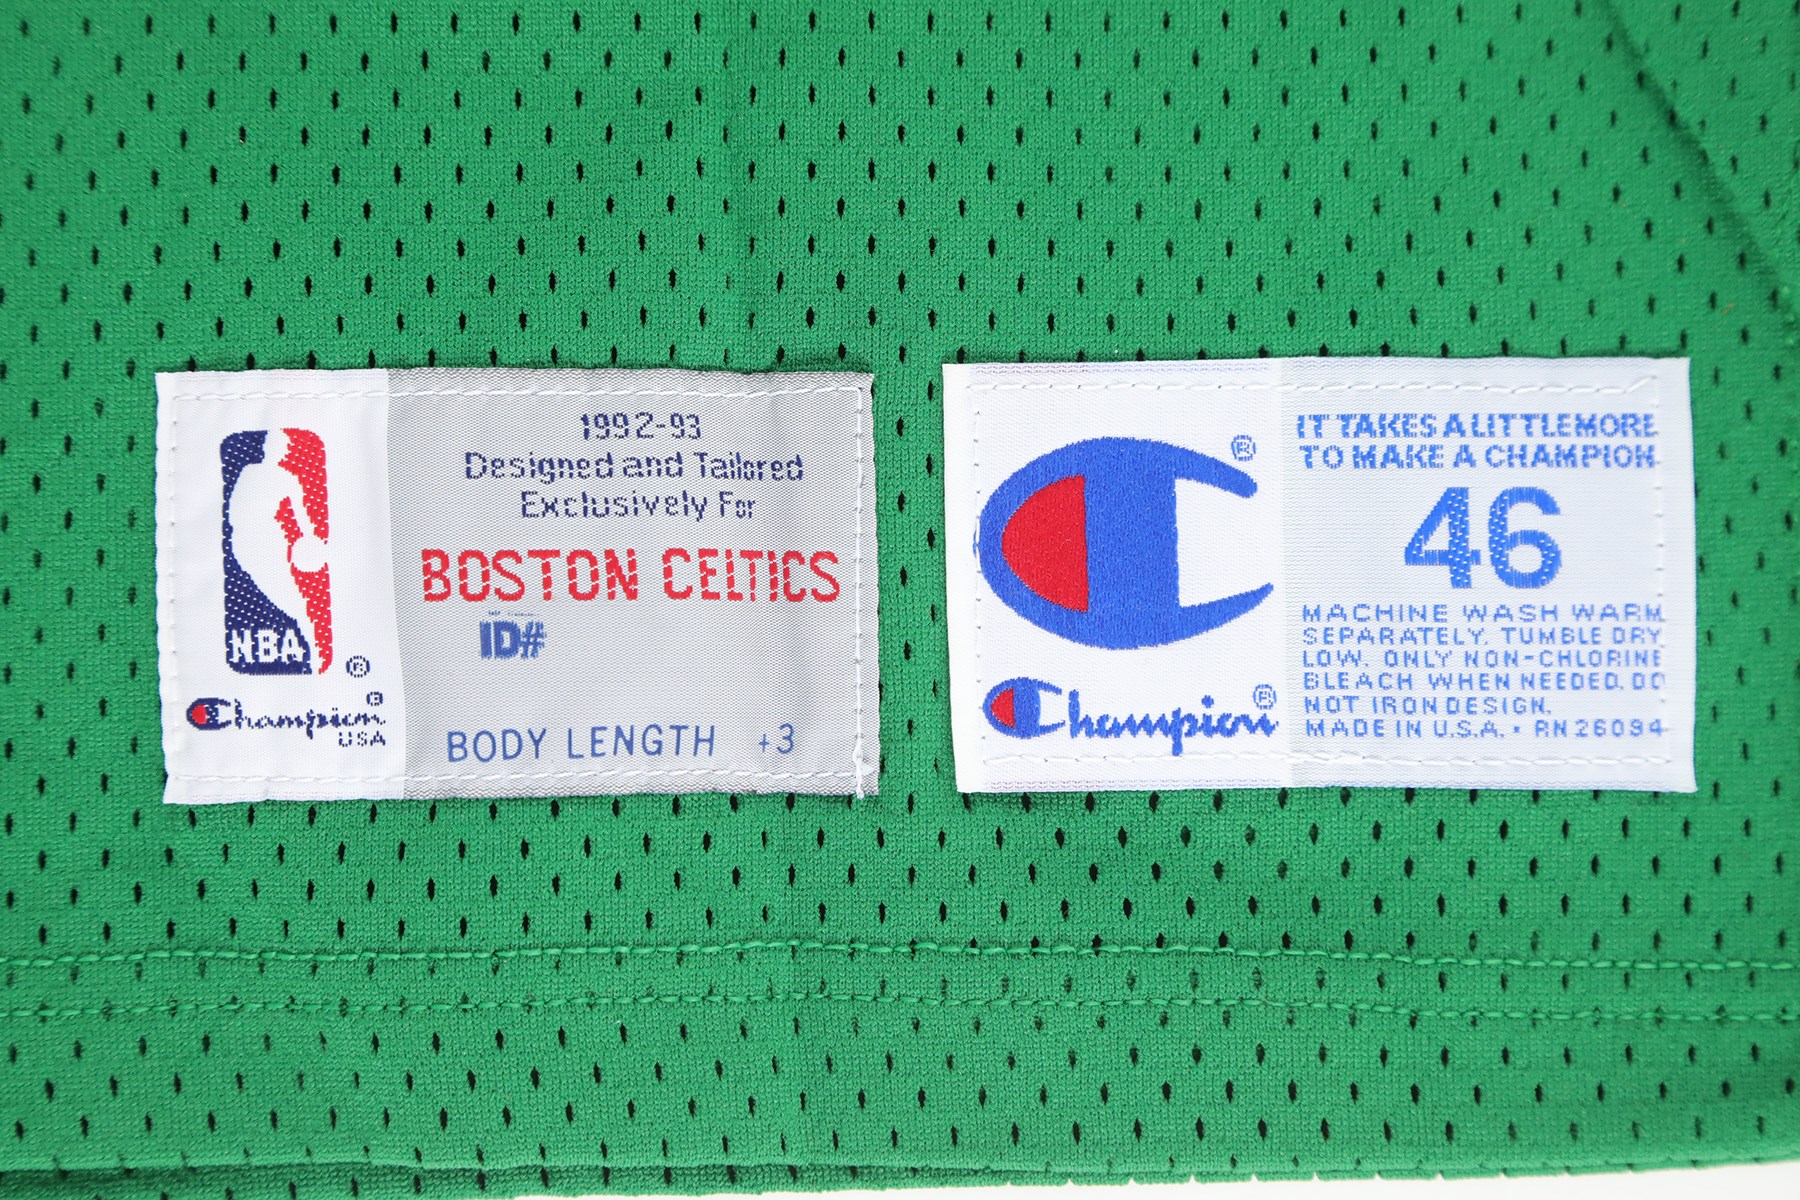 1992-93
Designed and Tailored
Exclusively For
BOSTON CELTICS
ID#
BODY LENGTH +3
NBA ®
Champion ®
USA
®
Champion ®
IT TAKES A LITTLE MORE
TO MAKE A CHAMPION
46
MACHINE WASH WARM
SEPARATELY. TUMBLE DRY
LOW. ONLY NON-CHLORINE
BLEACH WHEN NEEDED. DO
NOT IRON DESIGN.
MADE IN U.S.A. • RN 26094